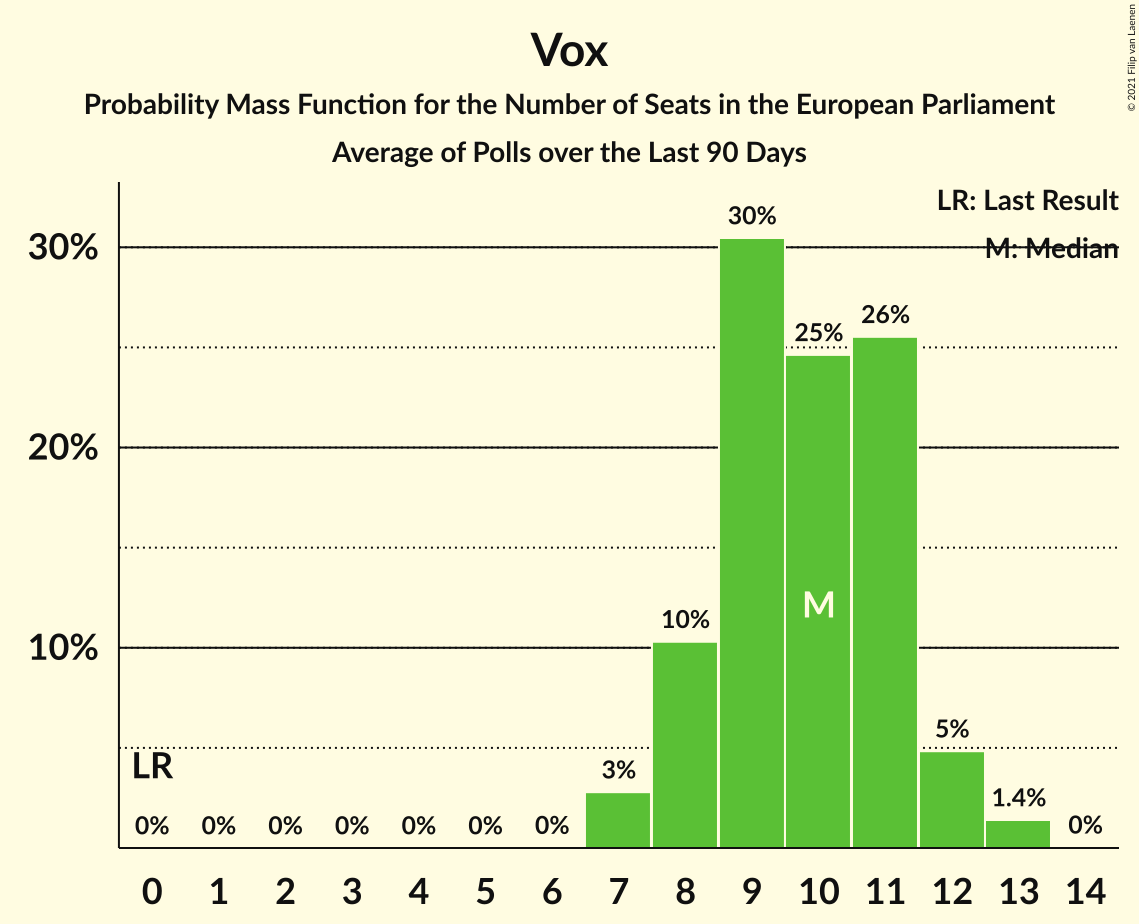 Vox
Probability Mass Function for the Number of Seats in the European Parliament
Average of Polls over the Last 90 Days
© 2021 Filip van Laenen
LR: Last Result
M: Median
30%
20%
10%
LR
0%
0%
0%
0%
0%
0%
0%
3%
10%
30%
25%
26%
5%
1.4%
0%
M
0 1 2 3 4 5 6 7 8 9 10 11 12 13 14